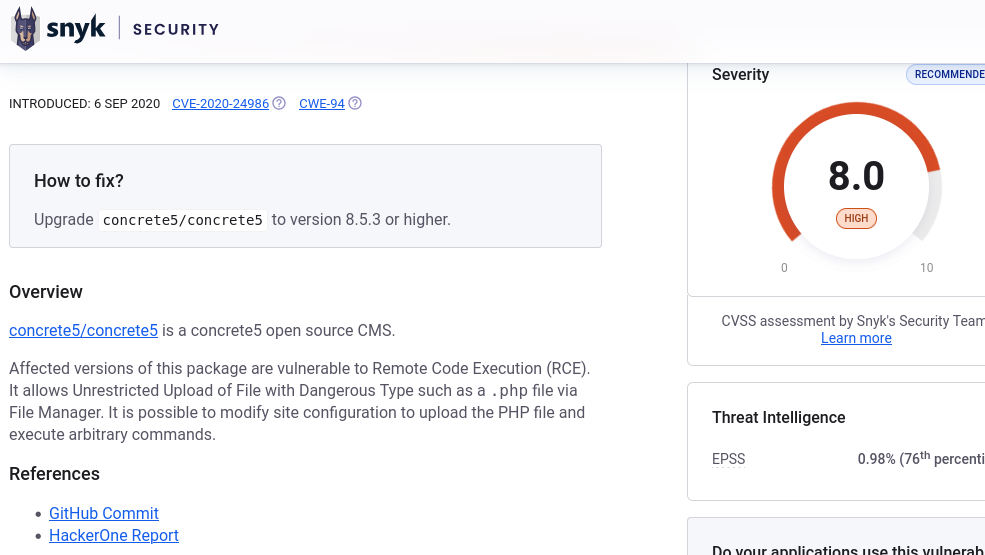 snyk | SECURITY
INTRODUCED: 6 SEP 2020 CVE-2020-24986 CWE-94
How to fix?
Upgrade concrete5/concrete5 to version 8.5.3 or higher.
Overview
concrete5/concrete5 is a concrete5 open source CMS.
Affected versions of this package are vulnerable to Remote Code Execution (RCE).
It allows Unrestricted Upload of File with Dangerous Type such as a .php file via
File Manager. It is possible to modify site configuration to upload the PHP file and
execute arbitrary commands.
References
• GitHub Commit
• HackerOne Report
Severity
RECOMMENDE
8.0
HIGH
0 10
CVSS assessment by Snyk's Security Team
Learn more
Threat Intelligence
EPSS 0.98% (76th percenti
Do your applications use this vulnerab